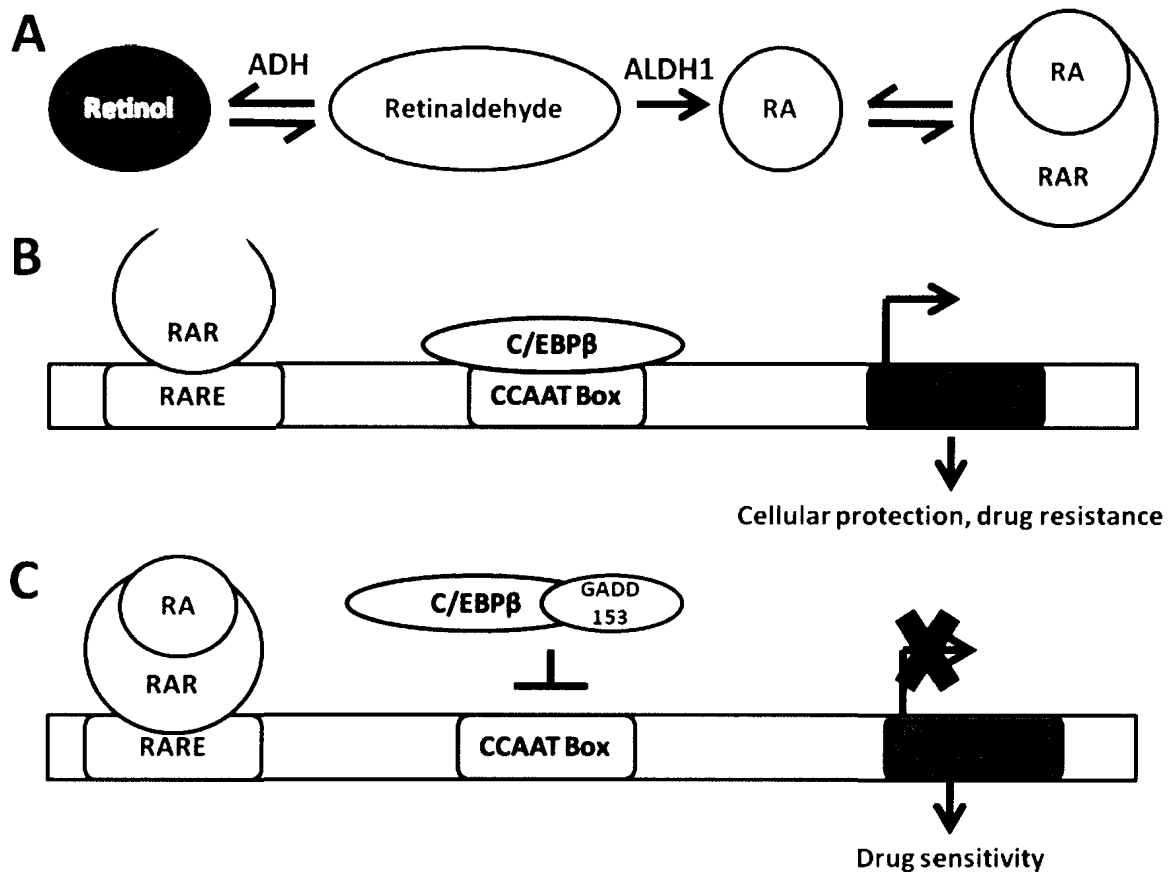 A
Retinol
ADH
Retinaldehyde
ALDH1
RA
RA
RAR
B
RAR
RARE
C/EBPβ
CCAAT Box
Cellular protection, drug resistance
C
RA
RAR
RARE
C/EBPβ
GADD
153
CCAAT Box
Drug sensitivity